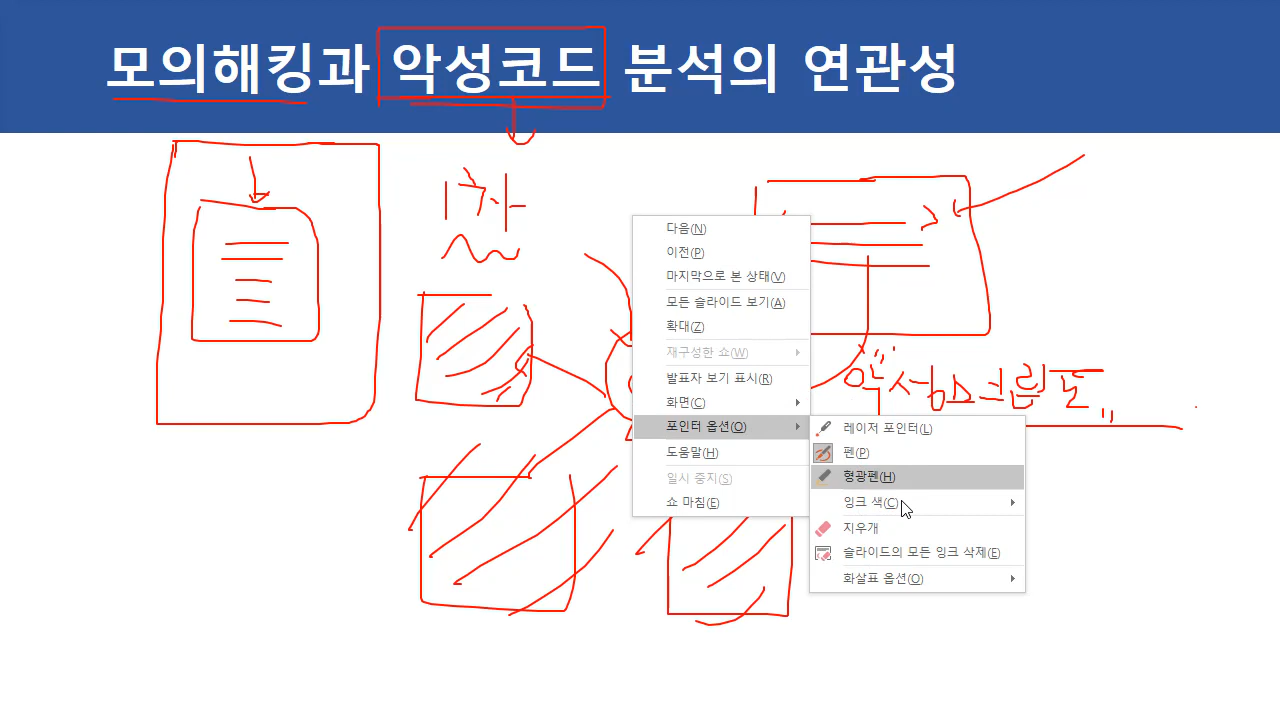 모의해킹과 악성코드 분석의 연관성
1차
다음(N)
이전(P)
마지막으로 본 상태(V)
모든 슬라이드 보기(A)
확대(Z)
재구성한 쇼(W)
발표자 보기 표시(R)
화면(C)
포인터 옵션(O)
도움말(H)
일시 중지(S)
쇼 마침(E)
레이저 포인터(L)
펜(P)
형광펜(H)
잉크 색(C)
지우개
슬라이드의 모든 잉크 삭제(E)
화살표 옵션(O)